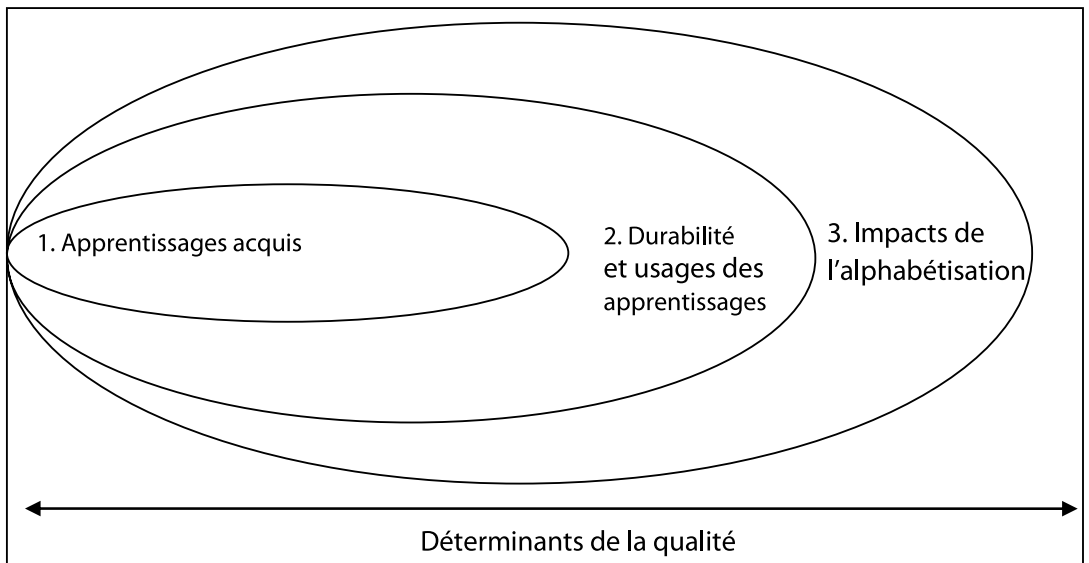 1. Apprentissages acquis
2. Durabilité
et usages des
apprentissages
3. Impacts de
l'alphabétisation
Déterminants de la qualité